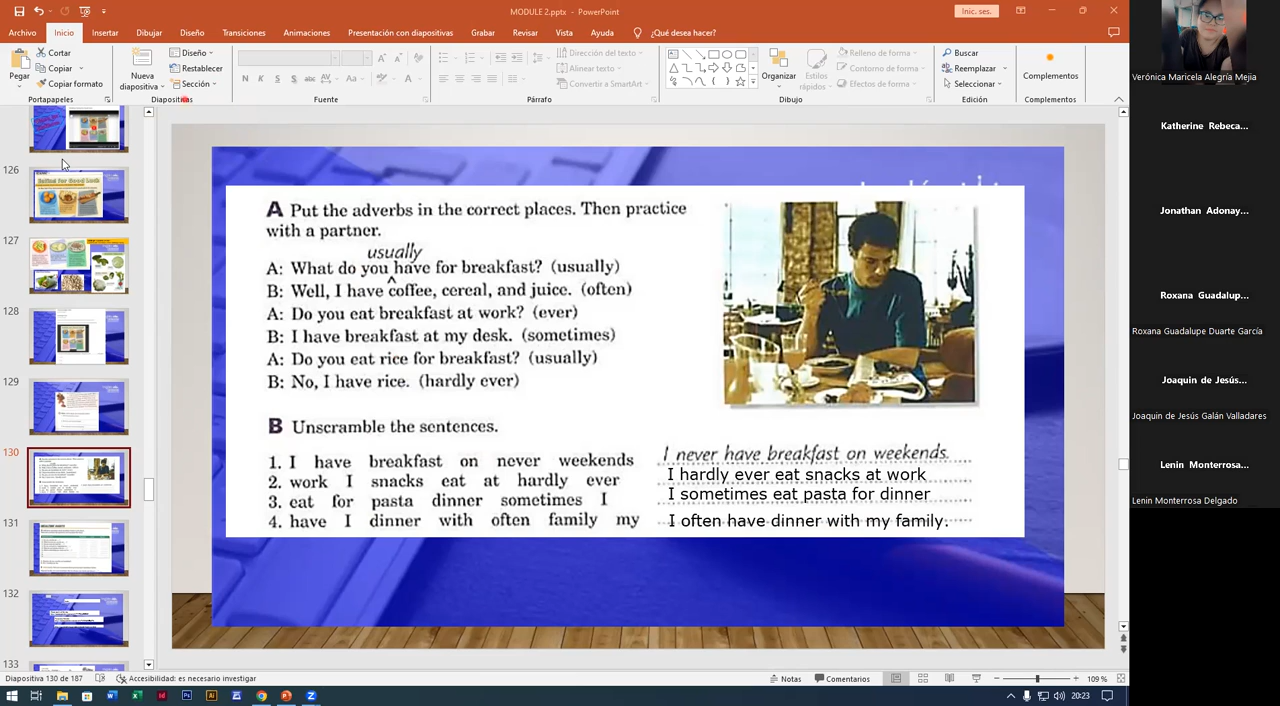 MODULE 2.pptx - PowerPoint
Inic. ses.
Archivo Inicio Insertar Dibujar Diseño Transiciones Animaciones Presentación con diapositivas Grabar Revisar Vista Ayuda ¿Qué desea hacer?
Pegar
Cortar
Copiar
Copiar formato
Portapapeles
Nueva diapositiva
Diseño
Restablecer
Sección
Diapositivas
N K S S abc AV Aa A
Fuente
Dirección del texto
Alinear texto
Convertir a SmartArt
Párrafo
Organizar
Estilos rápidos
Relleno de forma
Contorno de forma
Efectos de forma
Dibujo
Buscar
Reemplazar
Seleccionar
Edición
Complementos
Complementos
126
127
128
129
130
131
132
133
A Put the adverbs in the correct places. Then practice
with a partner.
usually
A: What do you have for breakfast? (usually)
B: Well, I have coffee, cereal, and juice. (often)
A: Do you eat breakfast at work? (ever)
B: I have breakfast at my desk. (sometimes)
A: Do you eat rice for breakfast? (usually)
B: No, I have rice. (hardly ever)
B Unscramble the sentences.
1. I have breakfast on never weekends
2. work I snacks eat at hardly ever
3. eat for pasta dinner sometimes I
4. have I dinner with often family my
I never have breakfast on weekends.
I hardly ever eat snacks at work
I sometimes eat pasta for dinner
I often have dinner with my family.
Verónica Maricela Alegría Mejia
Katherine Rebeca...
Jonathan Adonay...
Roxana Guadalup...
Roxana Guadalupe Duarte García
Joaquin de Jesús...
Joaquin de Jesús Galán Valladares
Lenin Monterrosa...
Lenin Monterrosa Delgado
Diapositiva 130 de 187 Accesibilidad: es necesario investigar
Notas Comentarios 109 %
20:23